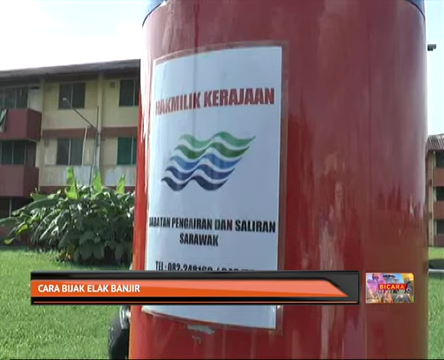 HAKMILIK KERAJAAN
JABATAN PENGAIRAN DAN SALIRAN
SARAWAK
CARA BIJAK ELAK BANJIR
BICARA